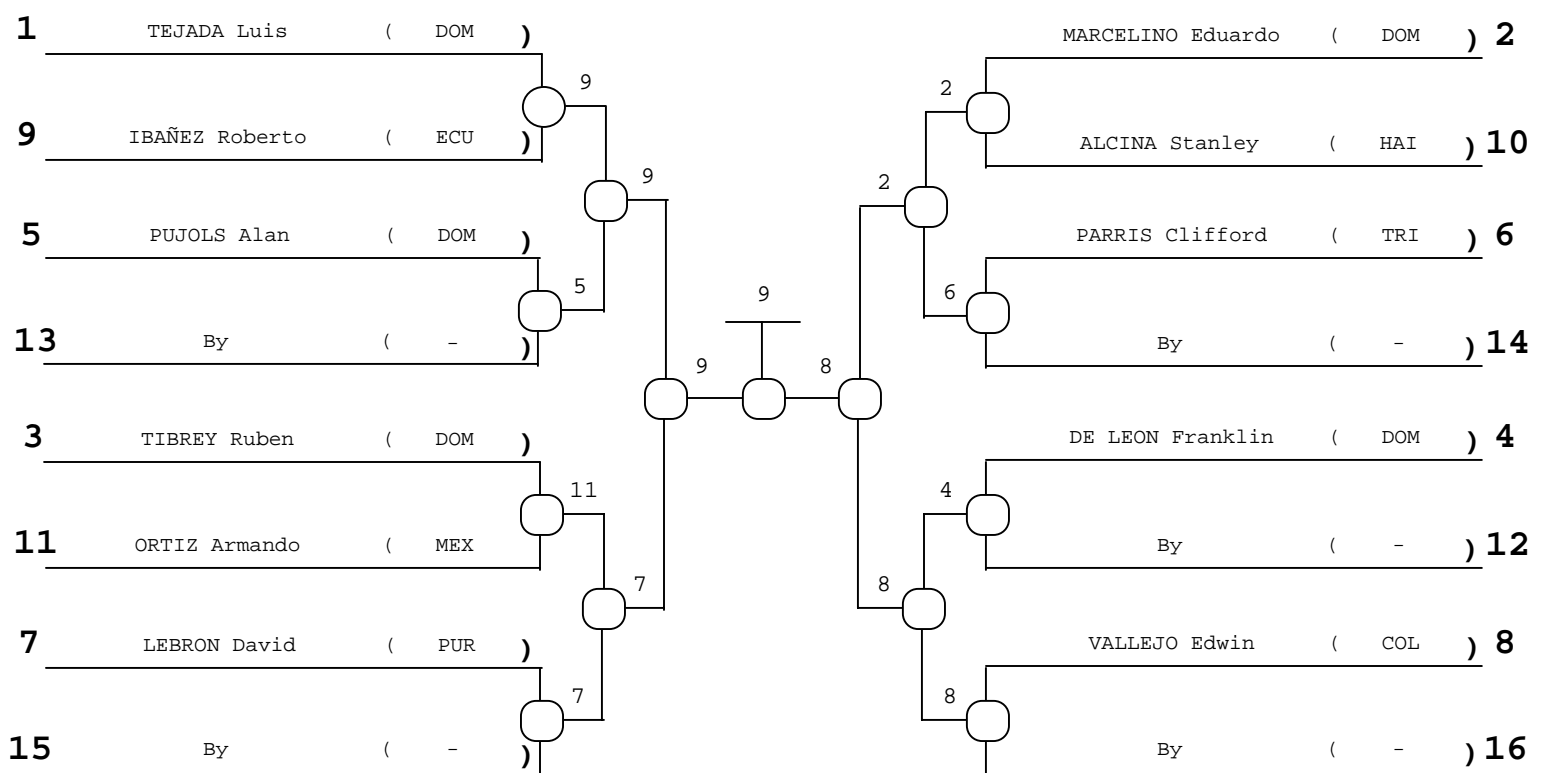 1 TEJADA Luis ( DOM )
9
9 IBAÑEZ Roberto ( ECU )
9
5 PUJOLS Alan ( DOM )
5
13 By ( - )
9
3 TIBREY Ruben ( DOM )
11
11 ORTIZ Armando ( MEX
7
7 LEBRON David ( PUR )
7
15 By ( - )
9
8
MARCELINO Eduardo ( DOM ) 2
2
ALCINA Stanley ( HAI ) 10
2
PARRIS Clifford ( TRI ) 6
6
By ( - ) 14
DE LEON Franklin ( DOM ) 4
4
By ( - ) 12
8
VALLEJO Edwin ( COL ) 8
8
By ( - ) 16